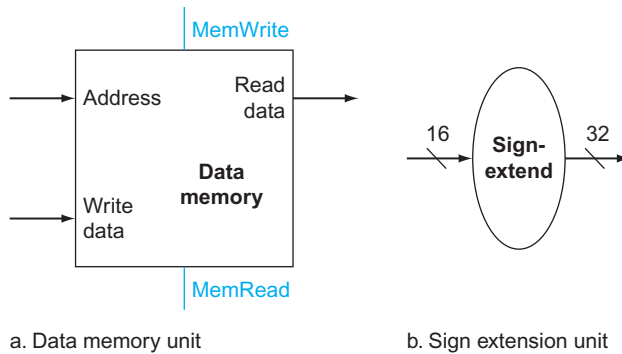 MemWrite
Address
Read
data
Data
memory
Write
data
MemRead
a. Data memory unit
16
Sign-
extend
32
b. Sign extension unit